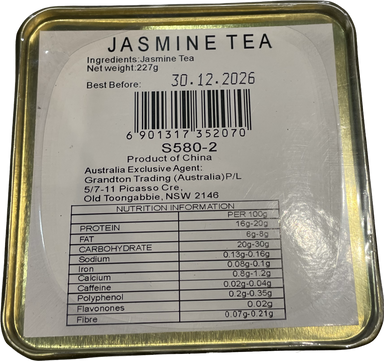 JASMINE TEA
Ingredients:Jasmine Tea
Net weight:227g
Best Before: 30.12.2026
6 901317 352070
S580-2
Product of China
Australia Exclusive Agent:
Grandton Trading (Australia)P/L
5/7-11 Picasso Cre,
Old Toongabbie, NSW 2146
NUTRITION INFORMATION
PER 100g
PROTEIN 16g-20g
FAT 6g-8g
CARBOHYDRATE 20g-30g
Sodium 0.13g-0.16g
Iron 0.08g-0.1g
Calcium 0.8g-1.2g
Caffeine 0.02g-0.04g
Polyphenol 0.2g-0.35g
Flavonones 0.02g
Fibre 0.07g-0.21g